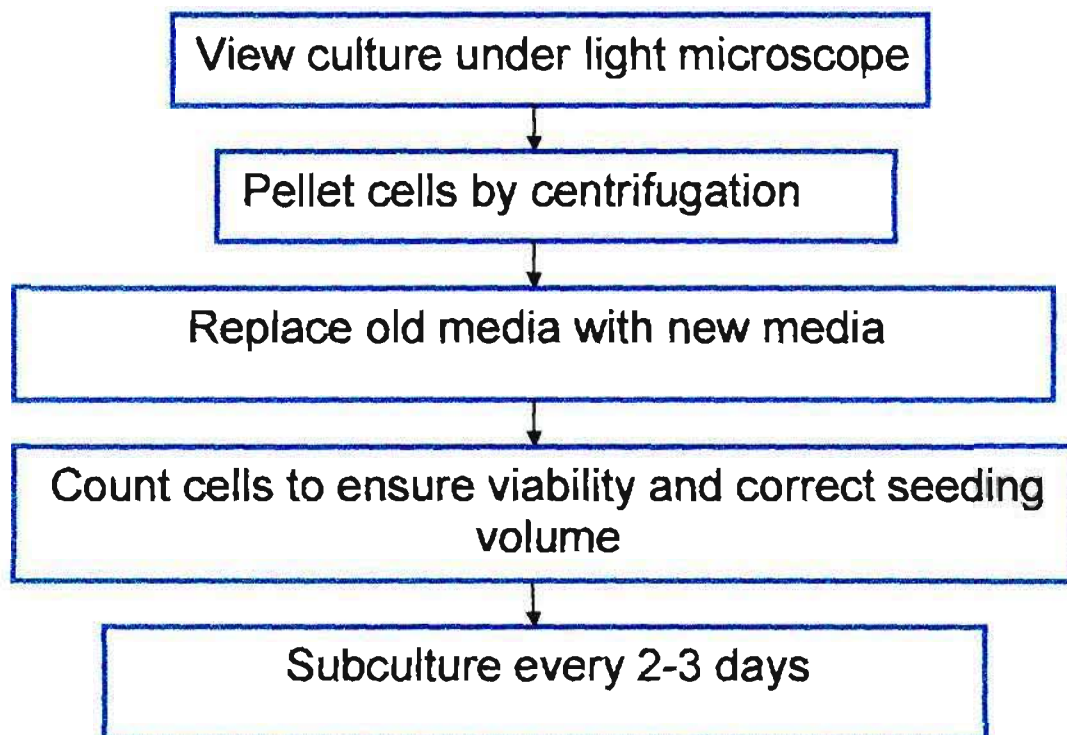 View culture under light microscope
Pellet cells by centrifugation
Replace old media with new media
Count cells to ensure viability and correct seeding
volume
Subculture every 2-3 days